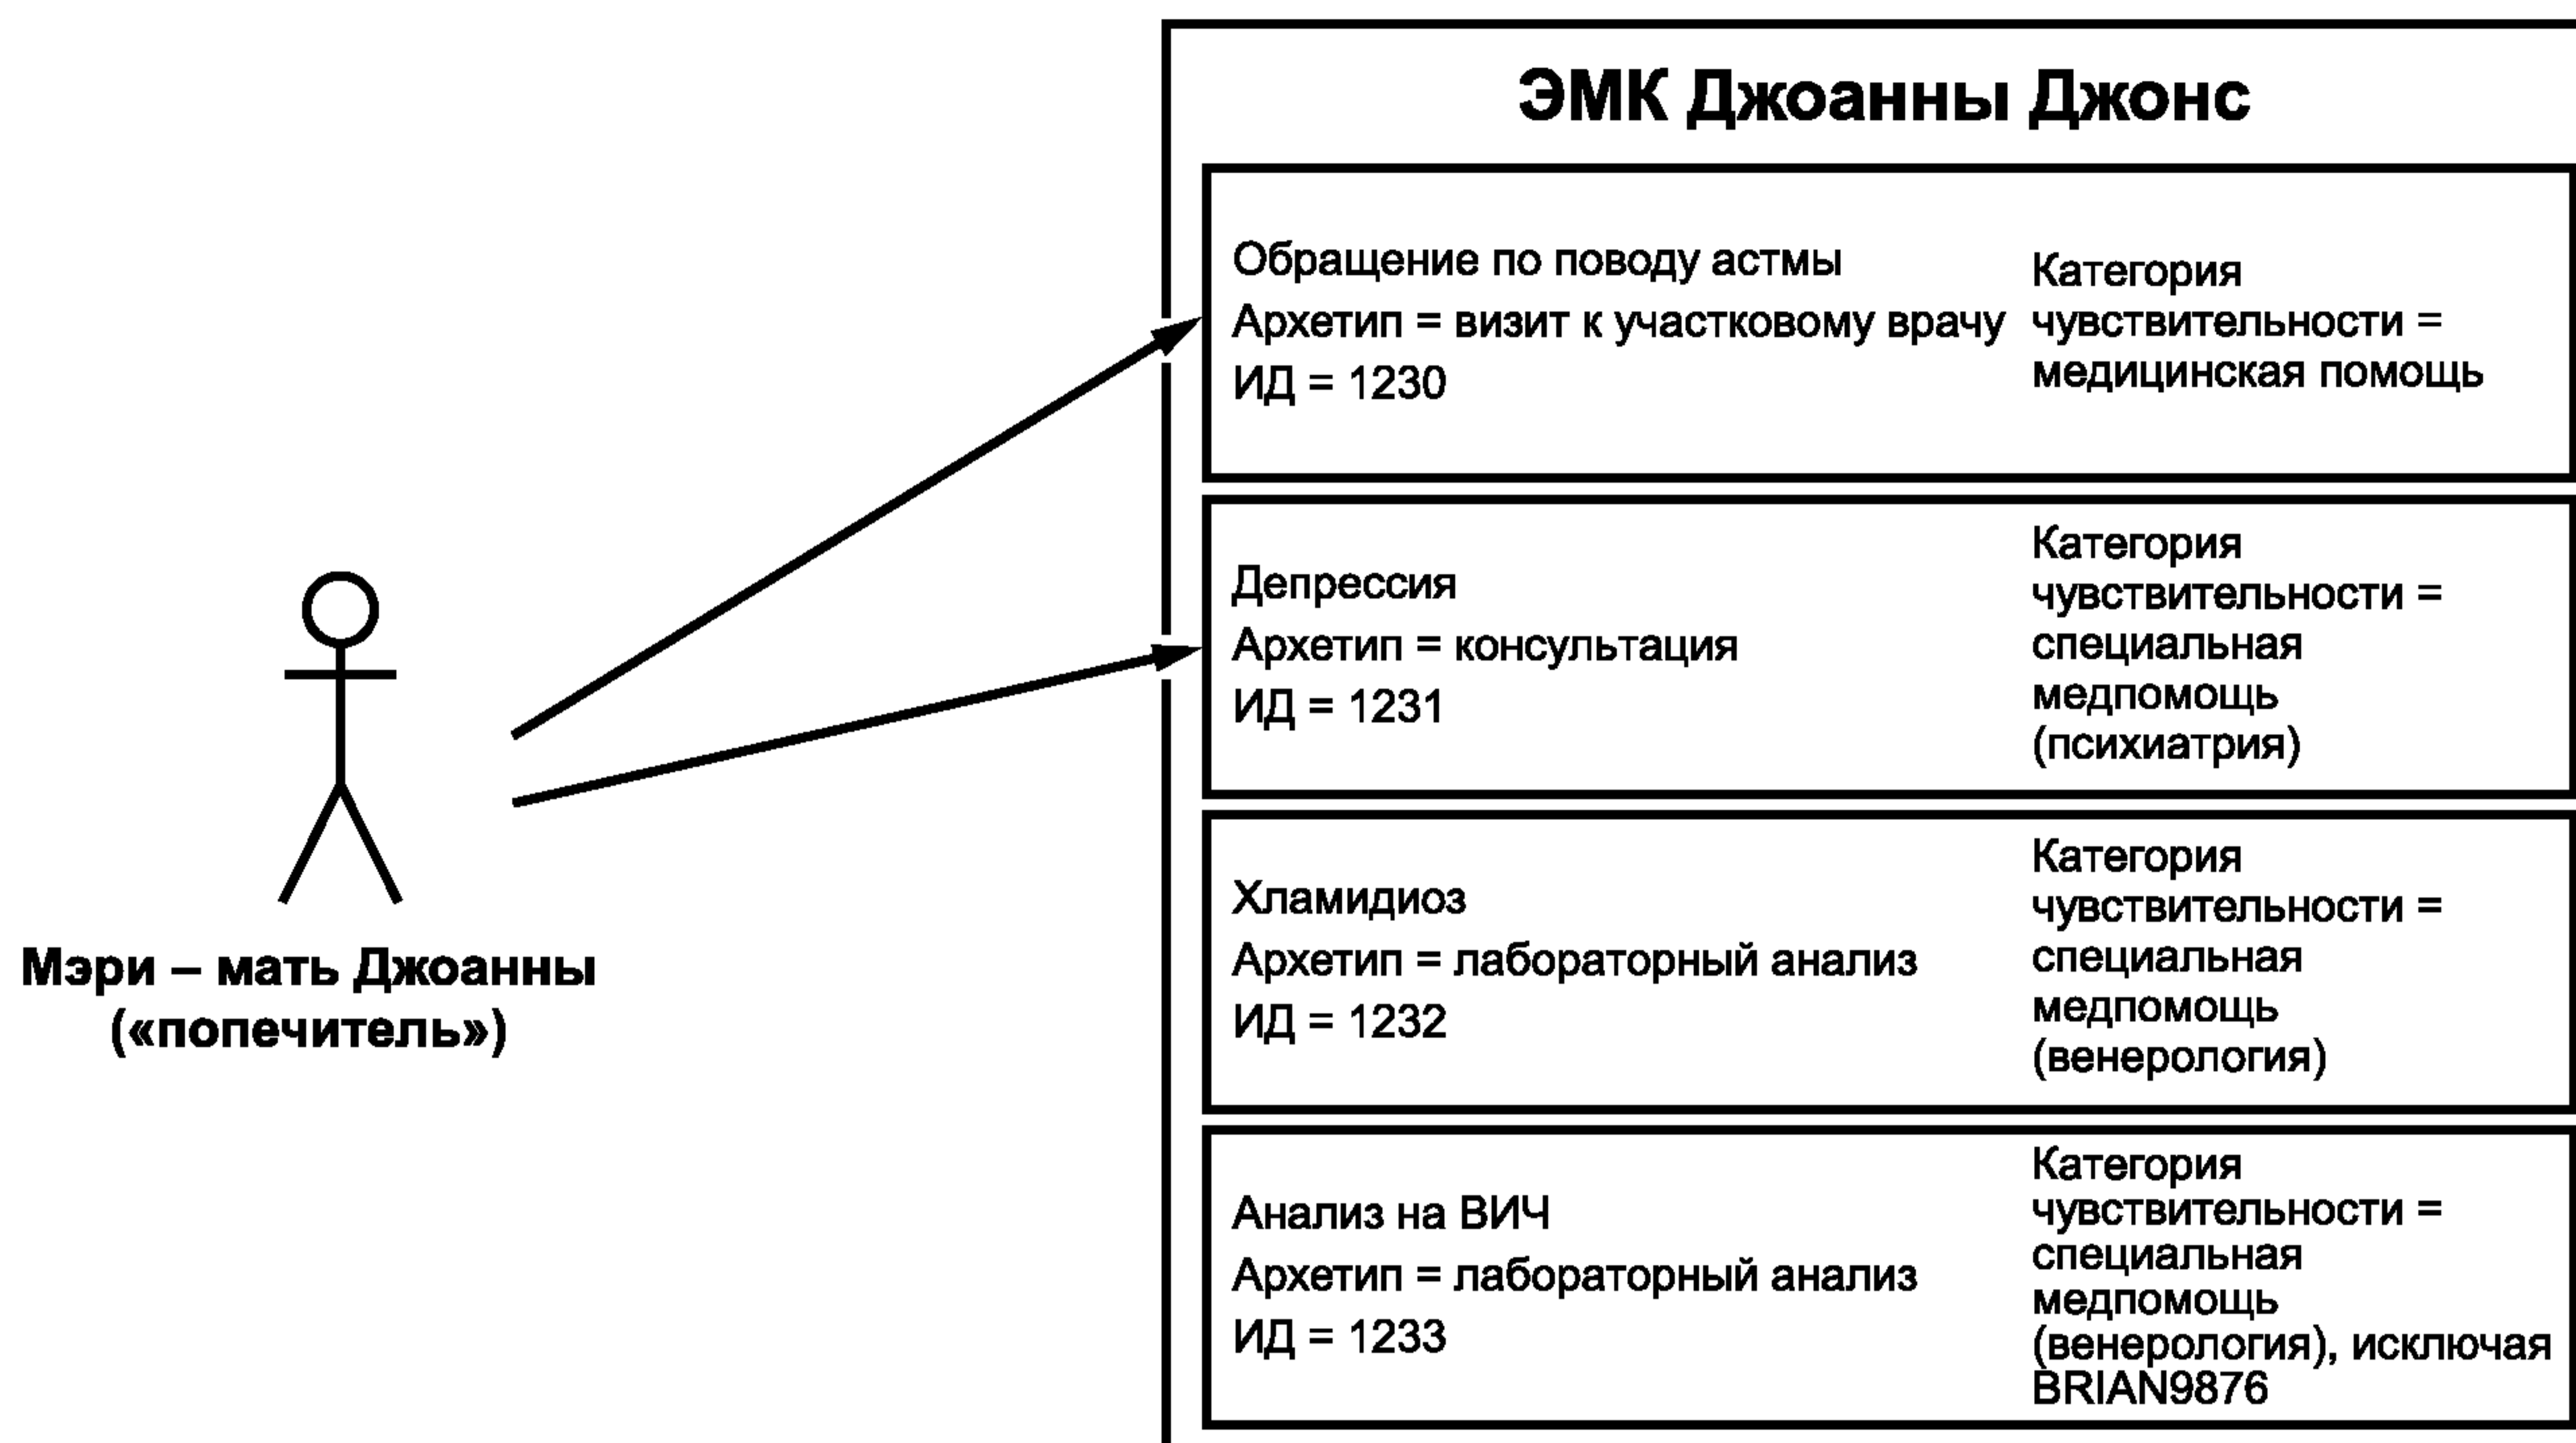 ЭМК Джоанны Джонс
Обращение по поводу астмы
Архетип = визит к участковому врачу
ИД = 1230
Категория
чувствительности =
медицинская помощь
Депрессия
Архетип = консультация
ИД = 1231
Категория
чувствительности =
специальная
медпомощь
(психиатрия)
Хламидиоз
Архетип = лабораторный анализ
ИД = 1232
Категория
чувствительности =
специальная
медпомощь
(венерология)
Анализ на ВИЧ
Архетип = лабораторный анализ
ИД = 1233
Категория
чувствительности =
специальная
медпомощь
(венерология), исключая
BRIAN9876
Мэри – мать Джоанны
(«попечитель»)